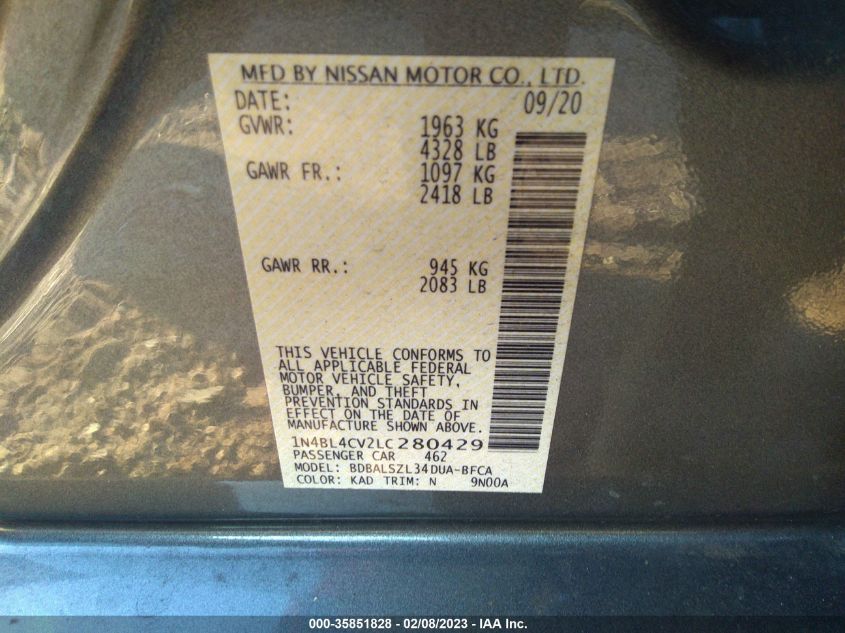 MFD BY NISSAN MOTOR CO., LTD.
DATE: 09/20
GVWR: 1963 KG
4328 LB
GAWR FR.: 1097 KG
2418 LB
GAWR RR.: 945 KG
2083 LB
THIS VEHICLE CONFORMS TO
ALL APPLICABLE FEDERAL
MOTOR VEHICLE SAFETY,
BUMPER, AND THEFT
PREVENTION STANDARDS IN
EFFECT ON THE DATE OF
MANUFACTURE SHOWN ABOVE.
1N4BL4CV2LC280429
PASSENGER CAR 462
MODEL: BDBALSZL34DUA-BFCA
COLOR: KAD TRIM: N 9N00A
000-35851828 - 02/08/2023 - IAA Inc.